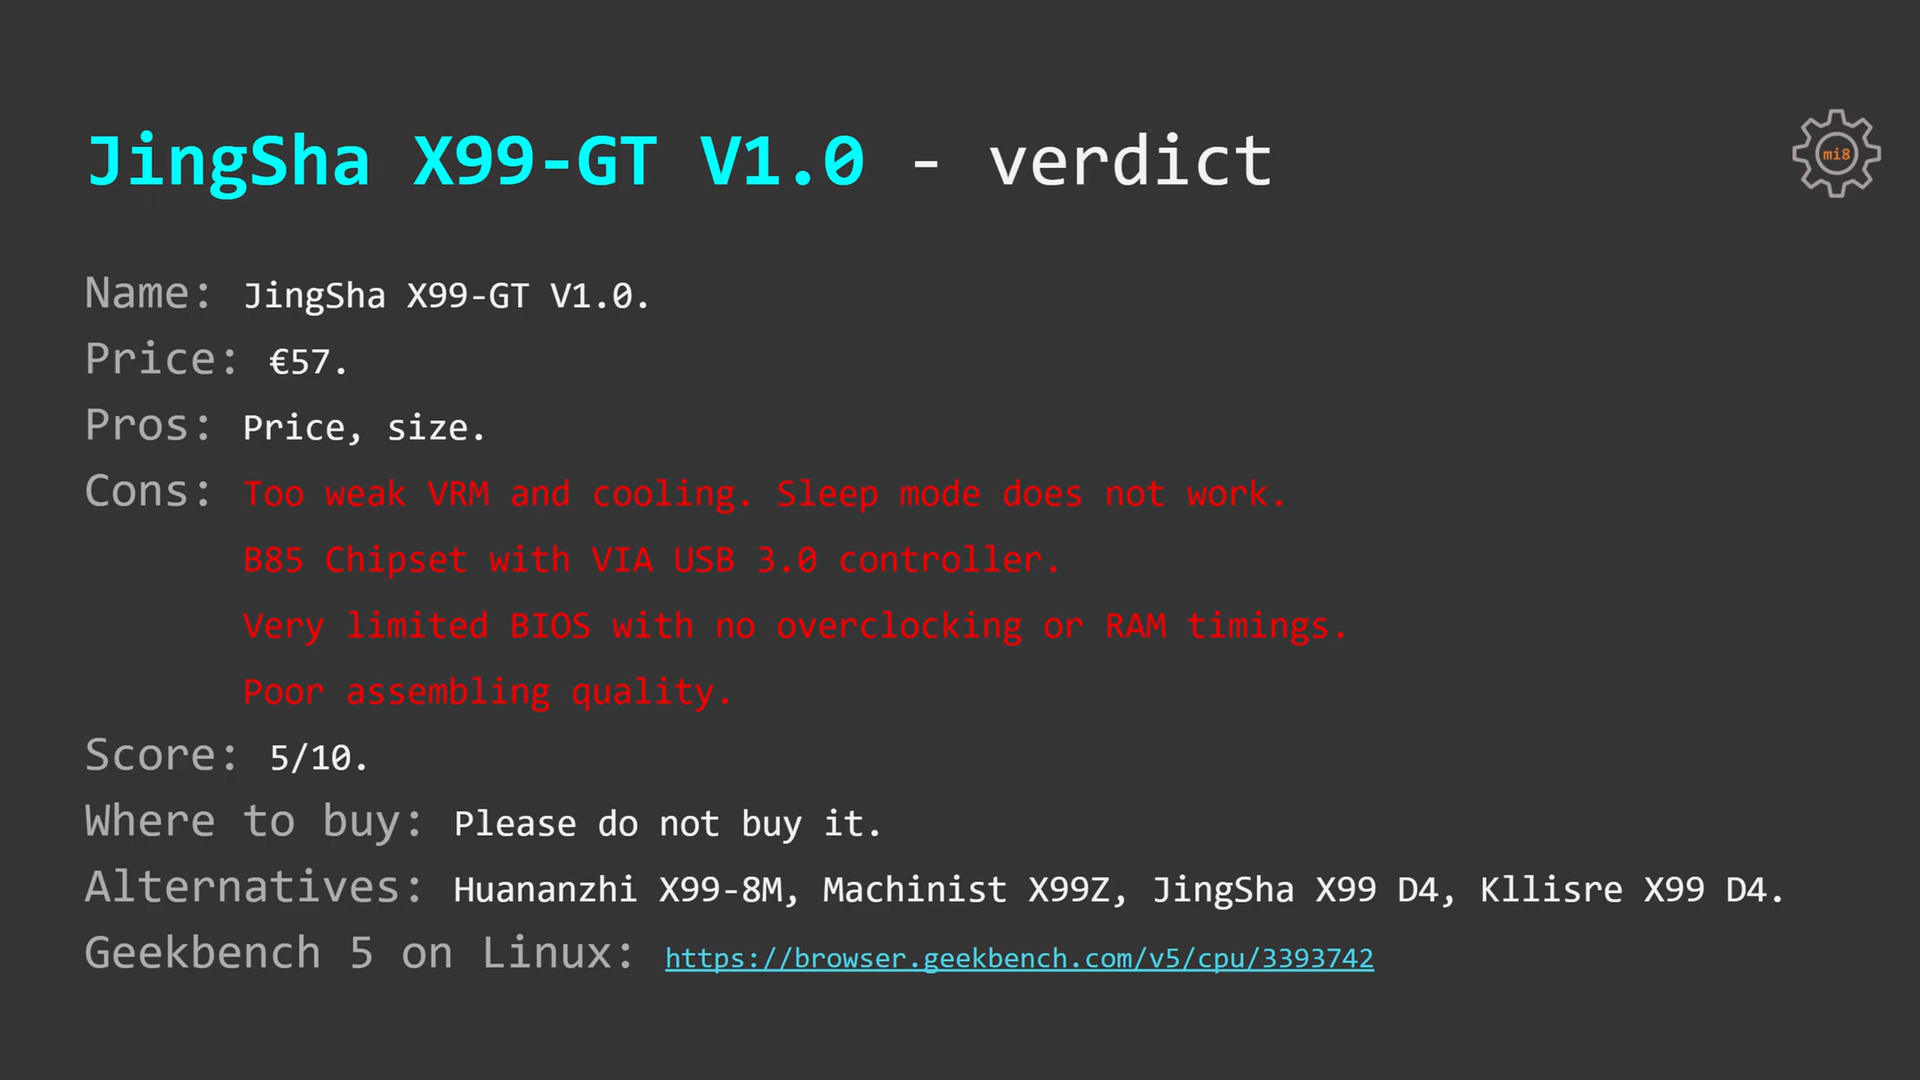 JingSha X99-GT V1.0 - verdict
mi8
Name: JingSha X99-GT V1.0.
Price: €57.
Pros: Price, size.
Cons: Too weak VRM and cooling. Sleep mode does not work.
B85 Chipset with VIA USB 3.0 controller.
Very limited BIOS with no overclocking or RAM timings.
Poor assembling quality.
Score: 5/10.
Where to buy: Please do not buy it.
Alternatives: Huananzhi X99-8M, Machinist X99Z, JingSha X99 D4, Kllisre X99 D4.
Geekbench 5 on Linux: https://browser.geekbench.com/v5/cpu/3393742